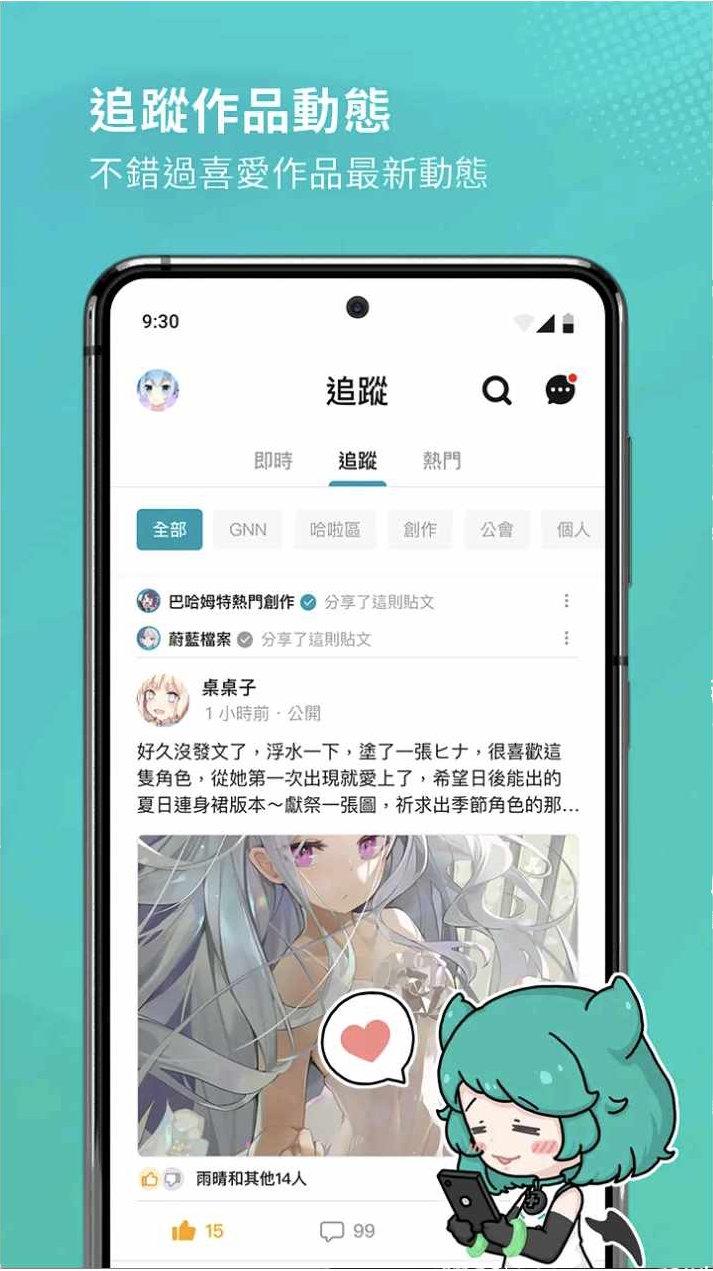 追蹤作品動態
不錯過喜愛作品最新動態
9:30
追蹤
即時 追蹤 熱門
全部 GNN 哈啦區 創作 公會 個人
巴哈姆特熱門創作 分享了這則貼文
蔚藍檔案 分享了這則貼文
桌桌子
1 小時前 · 公開
好久沒發文了，浮水一下，塗了一張ヒナ，很喜歡這
隻角色，從她第一次出現就愛上了，希望日後能出的
夏日連身裙版本～獻祭一張圖，祈求出季節角色的那...
雨晴和其他14人
15 99